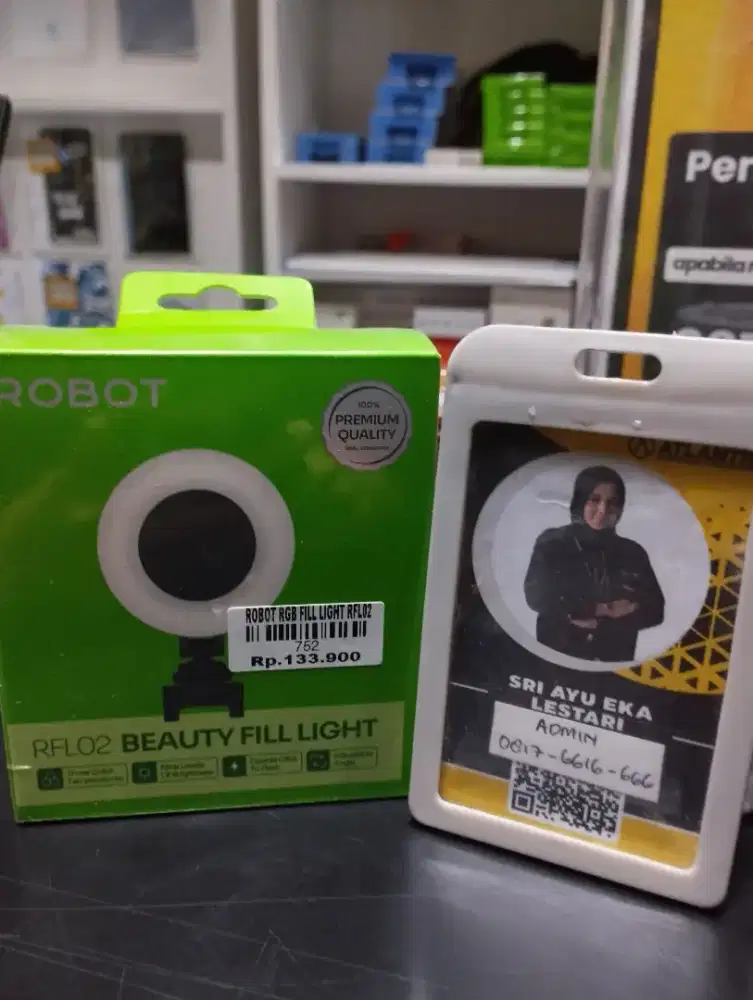 ROBOT
100%
PREMIUM
QUALITY
ROBOT RGB FILL LIGHT RFL02
752
Rp.133.900
RFL02 BEAUTY FILL LIGHT
Per
apabila
SRI AYU EKA
LESTARI
ADMIN
0817-6616-666